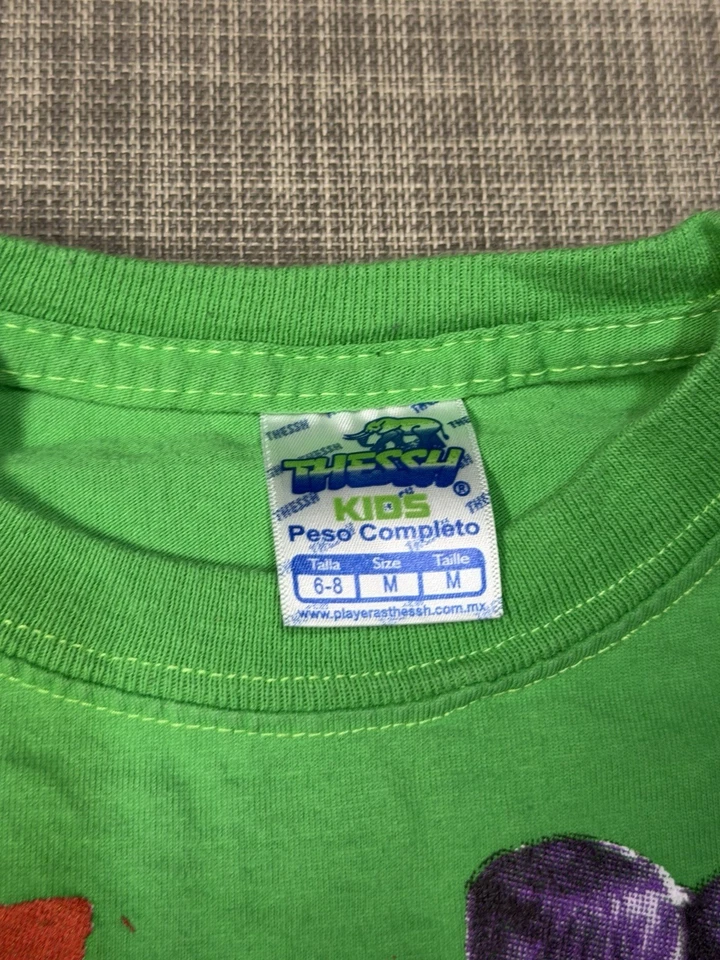 THESSH
THESSH
KIDS
®
Peso Completo
Talla Size Taille
6-8 M M
www.playerasthessh.com.mx